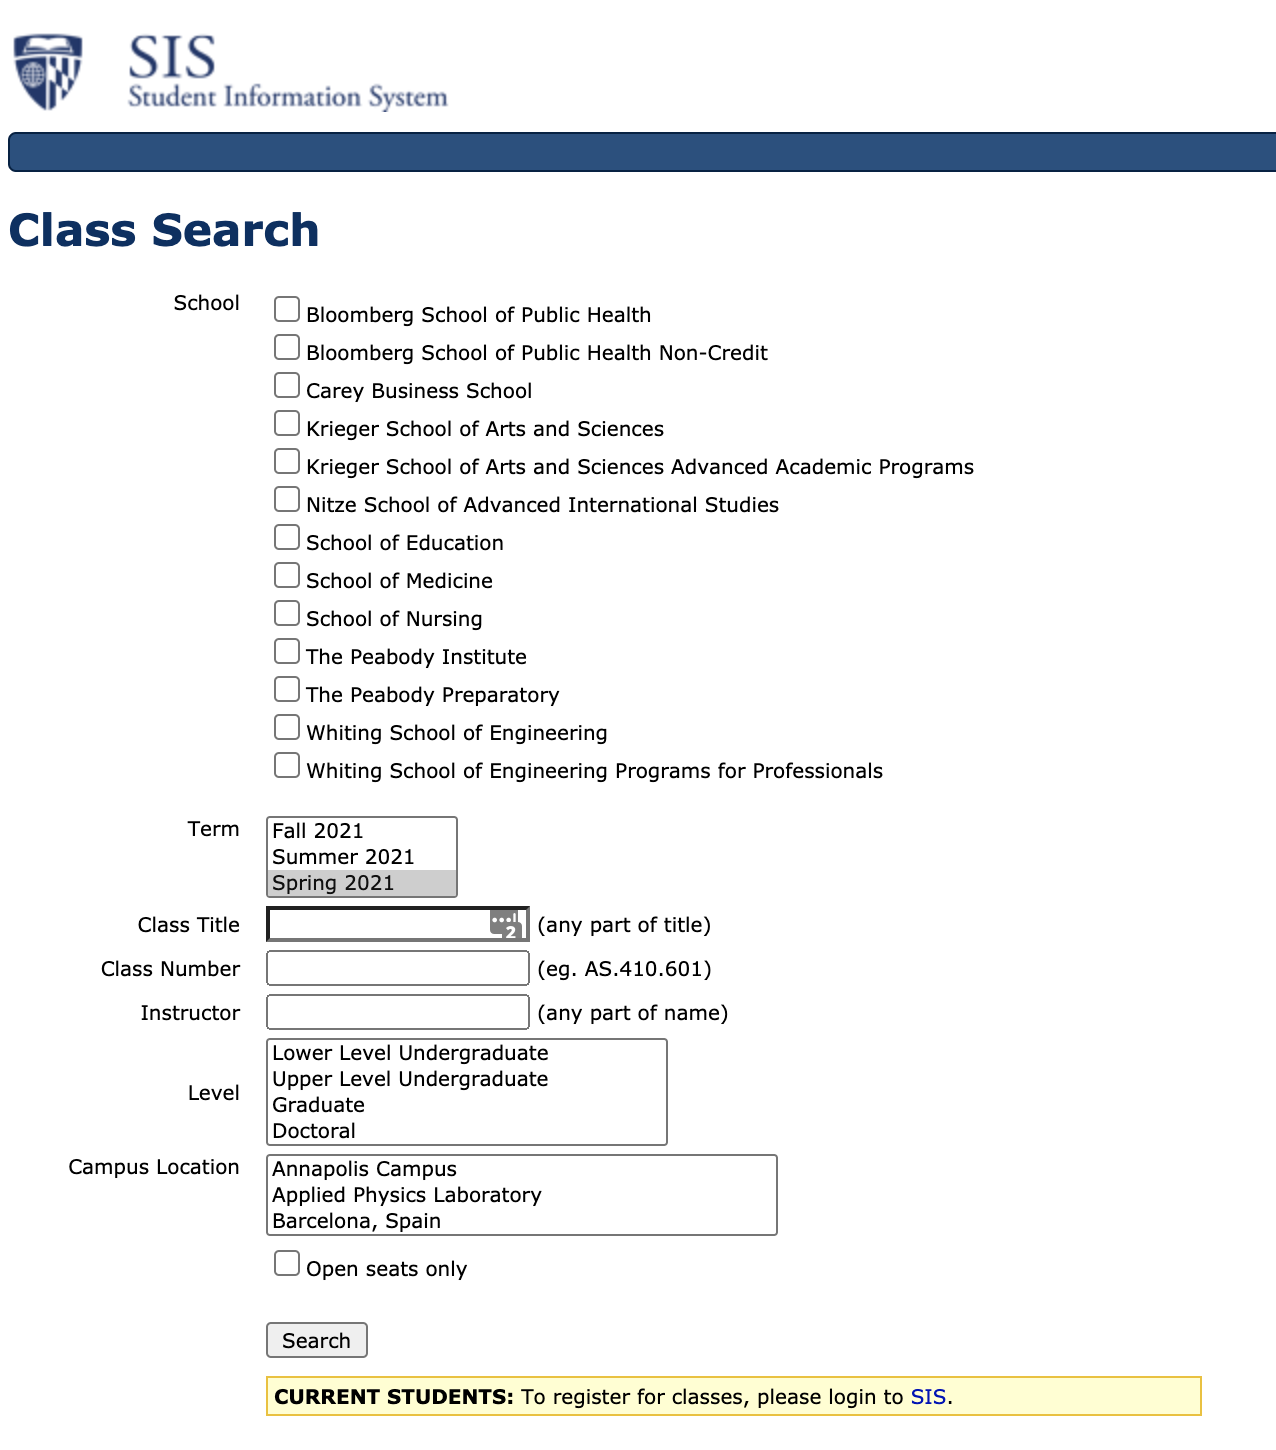 SIS
Student Information System
Class Search
School
Bloomberg School of Public Health
Bloomberg School of Public Health Non-Credit
Carey Business School
Krieger School of Arts and Sciences
Krieger School of Arts and Sciences Advanced Academic Programs
Nitze School of Advanced International Studies
School of Education
School of Medicine
School of Nursing
The Peabody Institute
The Peabody Preparatory
Whiting School of Engineering
Whiting School of Engineering Programs for Professionals
Term
Fall 2021
Summer 2021
Spring 2021
Class Title 2 (any part of title)
Class Number (eg. AS.410.601)
Instructor (any part of name)
Level
Lower Level Undergraduate
Upper Level Undergraduate
Graduate
Doctoral
Campus Location
Annapolis Campus
Applied Physics Laboratory
Barcelona, Spain
Open seats only
Search
CURRENT STUDENTS: To register for classes, please login to SIS.